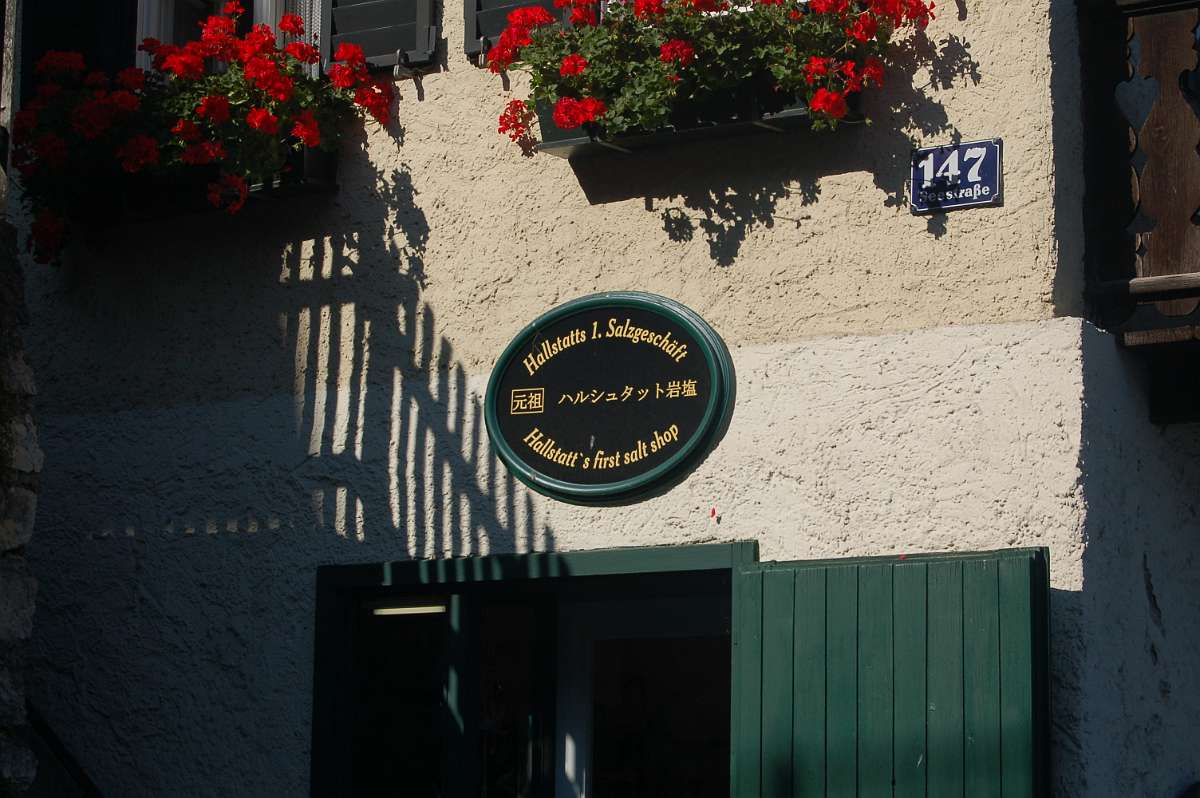 147
Seestraße
Hallstatts 1. Salzgeschäft
元祖 ハルシュタット岩塩
Hallstatt`s first salt shop